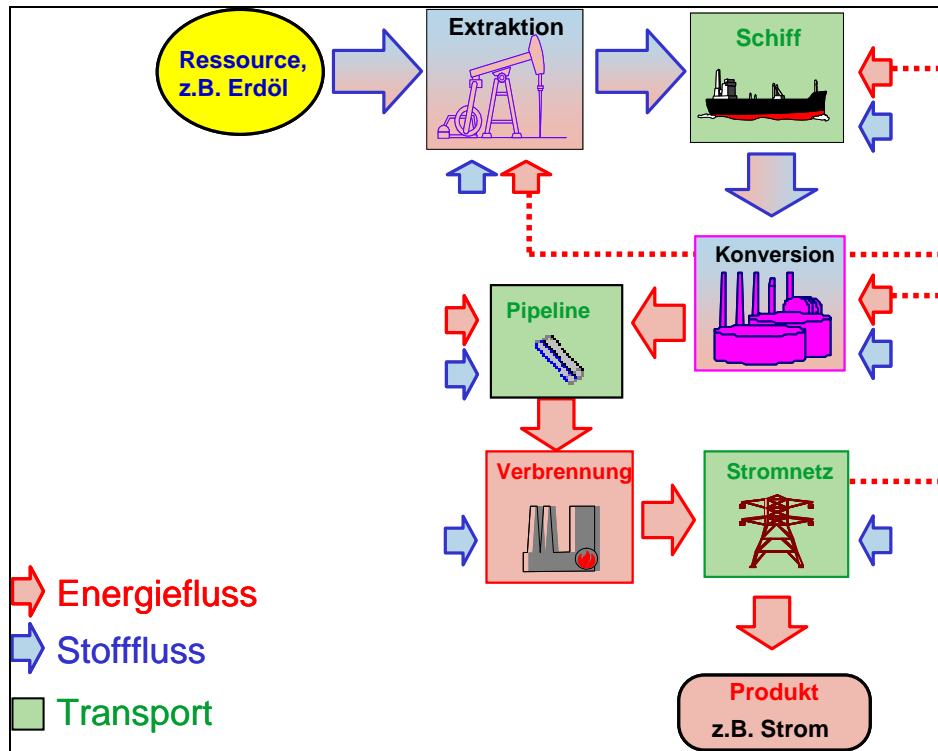 Ressource,
z.B. Erdöl
Extraktion
Schiff
Konversion
Pipeline
Verbrennung
Stromnetz
Energiefluss
Stofffluss
Transport
Produkt
z.B. Strom